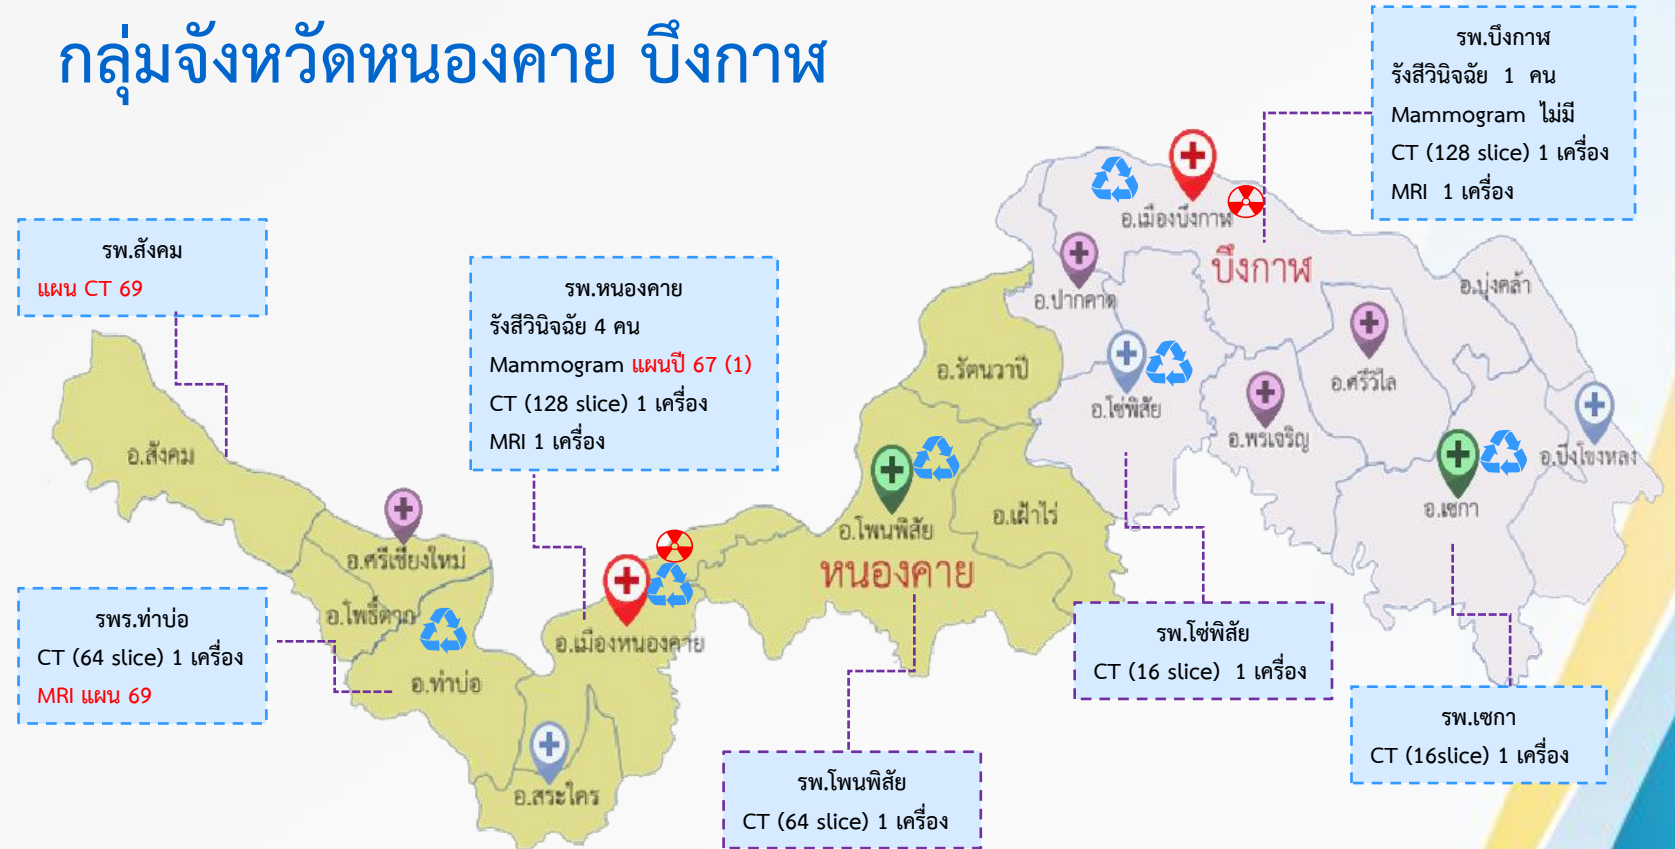 กลุ่มจังหวัดหนองคาย บึงกาฬ
รพ.บึงกาฬ
รังสีวินิจฉัย 1 คน
Mammogram ไม่มี
CT (128 slice) 1 เครื่อง
MRI 1 เครื่อง
รพ.สังคม
แผน CT 69
รพ.หนองคาย
รังสีวินิจฉัย 4 คน
Mammogram แผนปี 67 (1)
CT (128 slice) 1 เครื่อง
MRI 1 เครื่อง
อ.เมืองบึงกาฬ
บึงกาฬ
อ.บุ่งคล้า
อ.ปากคาด
อ.รัตนวาปี
อ.ศรีวิไล
อ.โซ่พิสัย
อ.พรเจริญ
อ.บึงโขงหลง
อ.เซกา
อ.สังคม
อ.ศรีเชียงใหม่
อ.โพนพิสัย
อ.เฝ้าไร่
หนองคาย
อ.โพธิ์ตาก
อ.เมืองหนองคาย
อ.ท่าบ่อ
อ.สระใคร
รพร.ท่าบ่อ
CT (64 slice) 1 เครื่อง
MRI แผน 69
รพ.โซ่พิสัย
CT (16 slice) 1 เครื่อง
รพ.เซกา
CT (16slice) 1 เครื่อง
รพ.โพนพิสัย
CT (64 slice) 1 เครื่อง